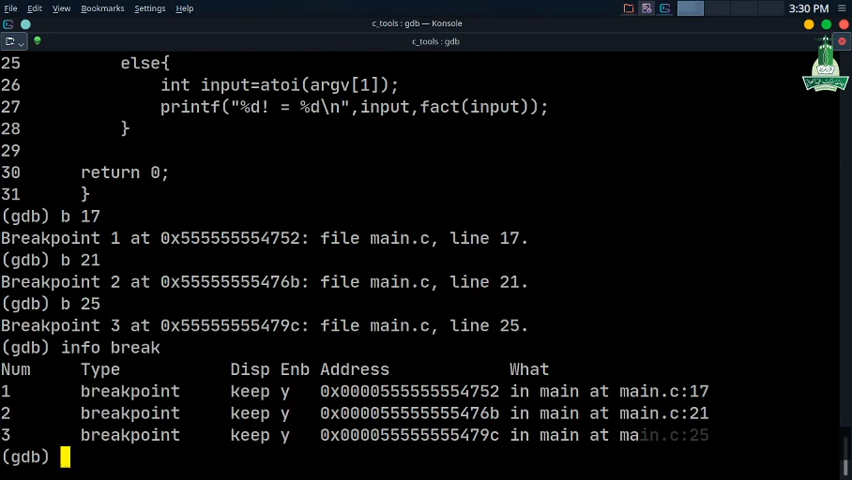 File Edit View Bookmarks Settings Help
3:30 PM
c_tools : gdb — Konsole
c_tools : gdb
25 else{
26 int input=atoi(argv[1]);
27 printf("%d! = %d\n",input,fact(input));
28 }
29
30 return 0;
31 }
(gdb) b 17
Breakpoint 1 at 0x555555554752: file main.c, line 17.
(gdb) b 21
Breakpoint 2 at 0x55555555476b: file main.c, line 21.
(gdb) b 25
Breakpoint 3 at 0x55555555479c: file main.c, line 25.
(gdb) info break
Num Type Disp Enb Address What
1 breakpoint keep y 0x0000555555554752 in main at main.c:17
2 breakpoint keep y 0x000055555555476b in main at main.c:21
3 breakpoint keep y 0x000055555555479c in main at main.c:25
(gdb)